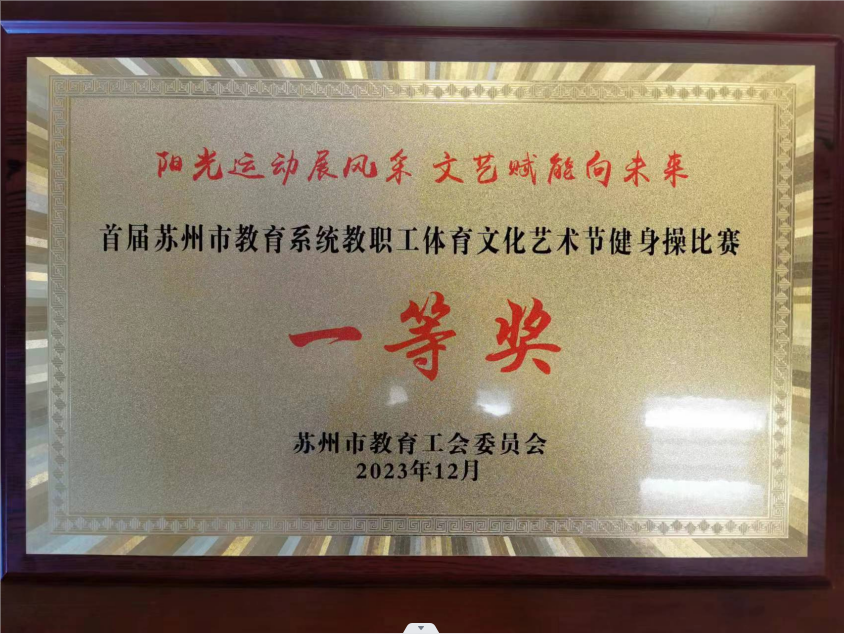 阳光运动展风采 文艺赋能向未来
首届苏州市教育系统教职工体育文化艺术节健身操比赛
一等奖
苏州市教育工会委员会
2023年12月